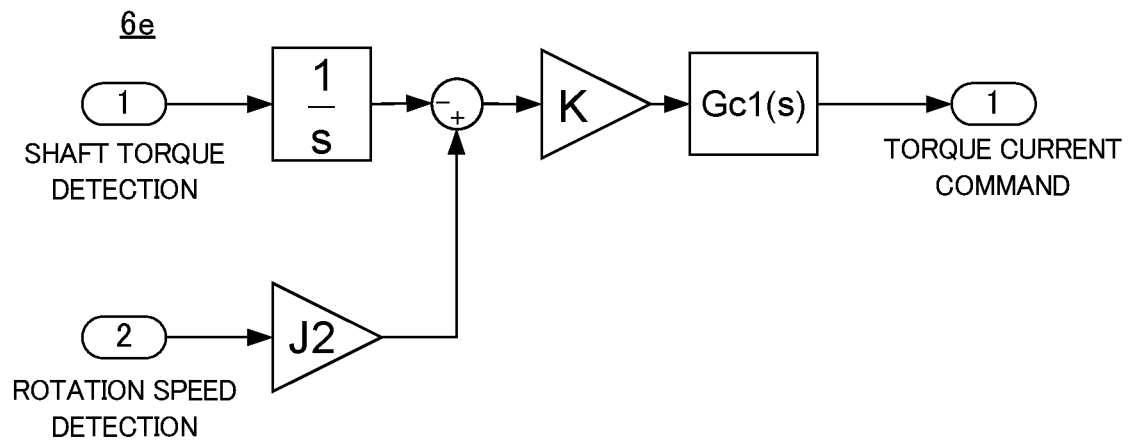 6e
1
1
s
-
+
K
Gc1(s)
1
SHAFT TORQUE
DETECTION
TORQUE CURRENT
COMMAND
2
J2
ROTATION SPEED
DETECTION